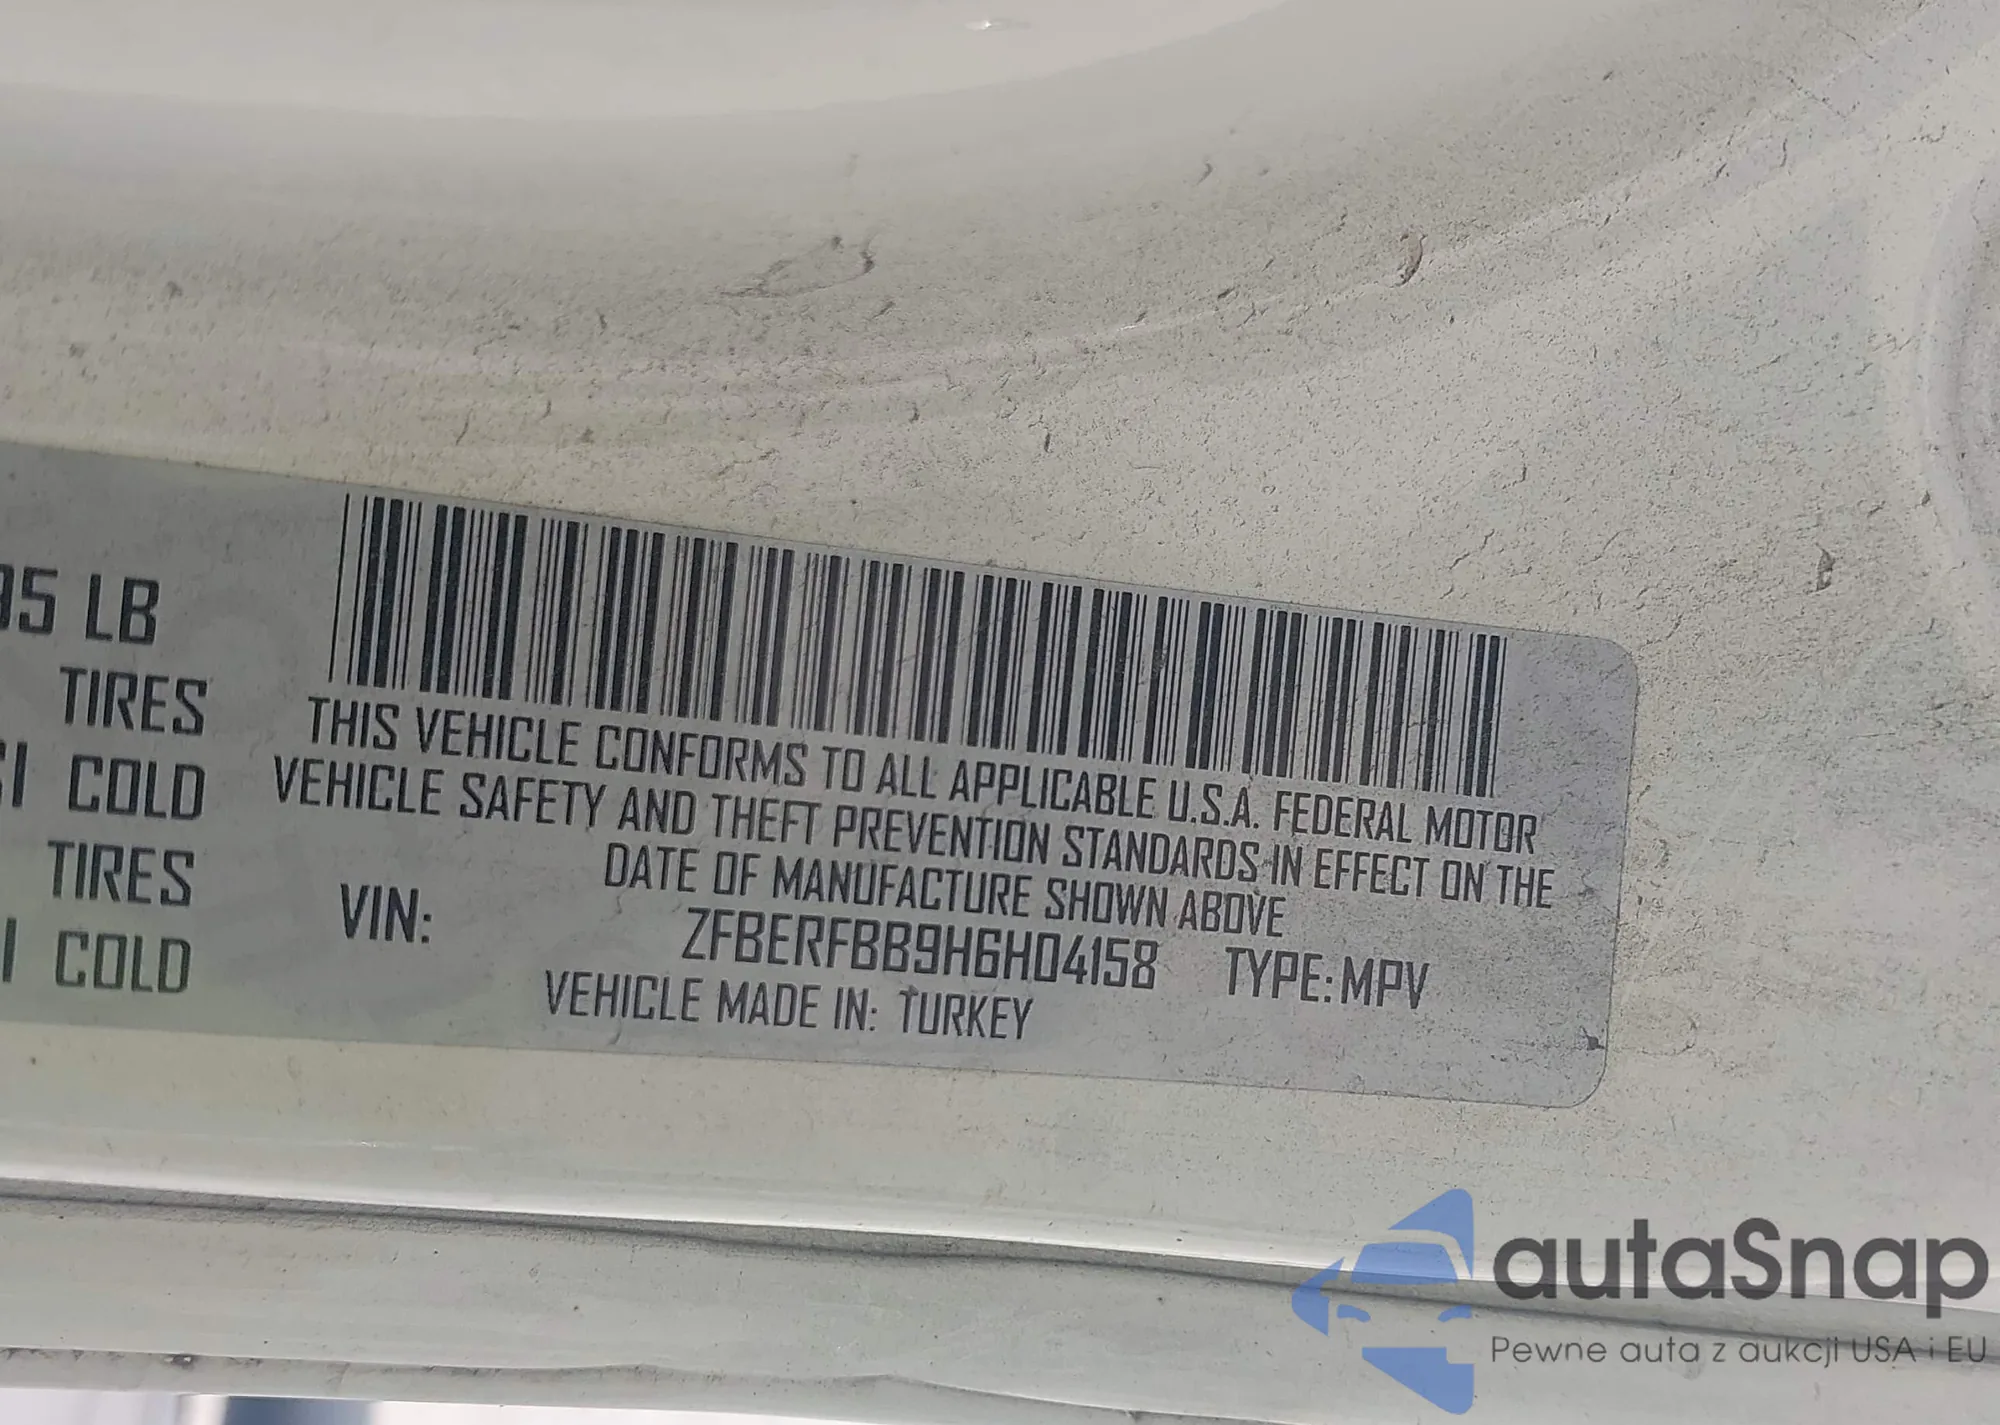 LB
TIRES
COLD
TIRES
COLD
THIS VEHICLE CONFORMS TO ALL APPLICABLE U.S.A. FEDERAL MOTOR
VEHICLE SAFETY AND THEFT PREVENTION STANDARDS IN EFFECT ON THE
DATE OF MANUFACTURE SHOWN ABOVE
VIN: ZFBERFBB9H6H04158 TYPE: MPV
VEHICLE MADE IN: TURKEY
autaSnap
Pewne auta z aukcji USA i EU